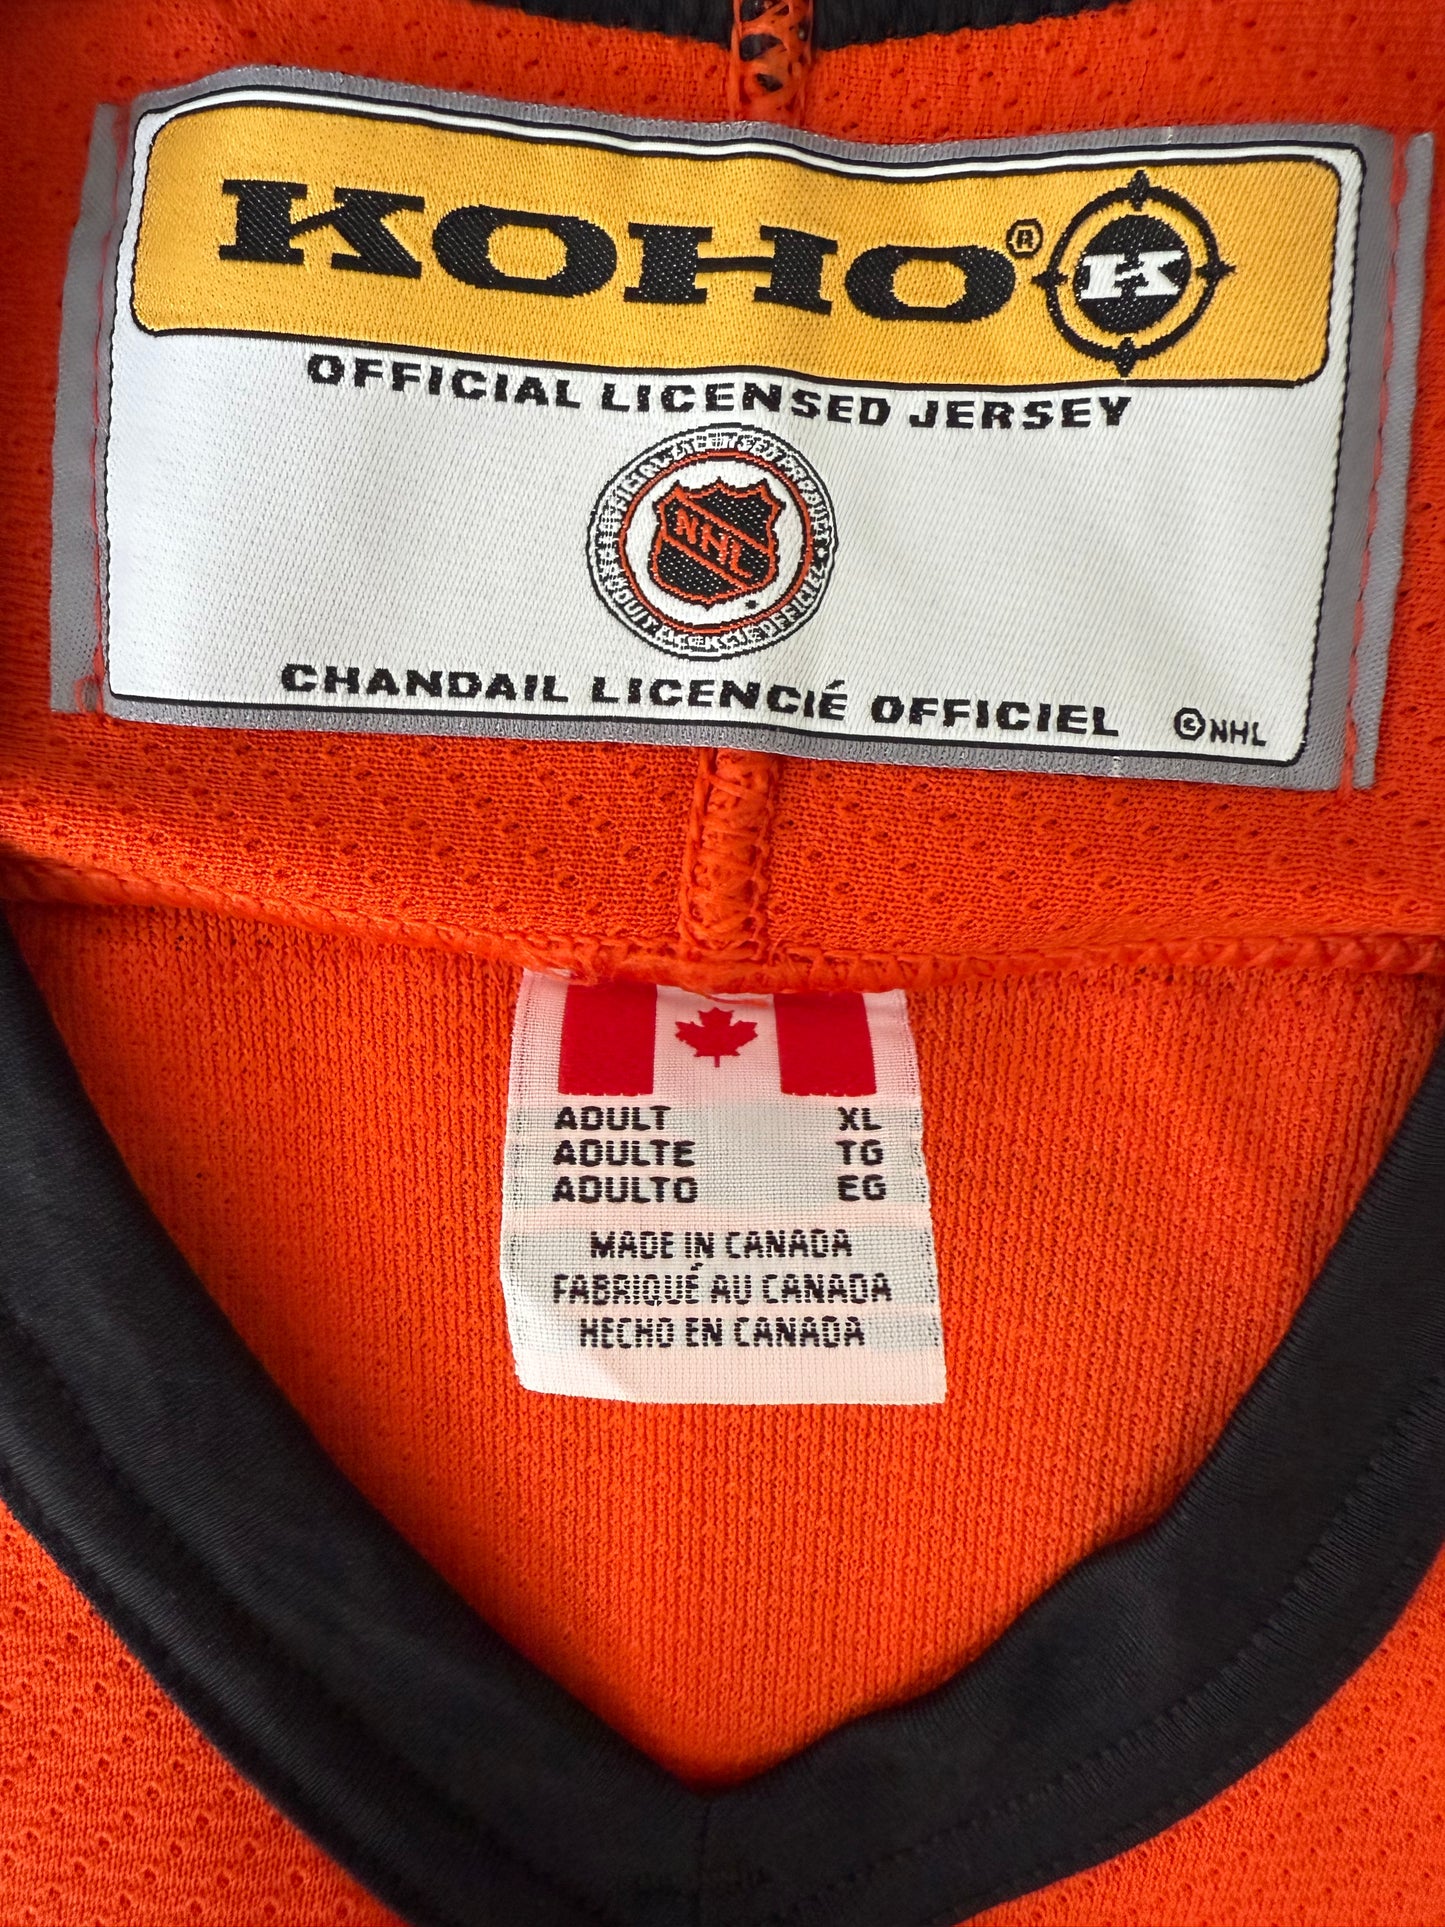 KOHO ® K
OFFICIAL LICENSED JERSEY
NHL
CHANDAIL LICENCIÉ OFFICIEL © NHL
ADULT XL
ADULTE TG
ADULTO EG
MADE IN CANADA
FABRIQUÉ AU CANADA
HECHO EN CANADA